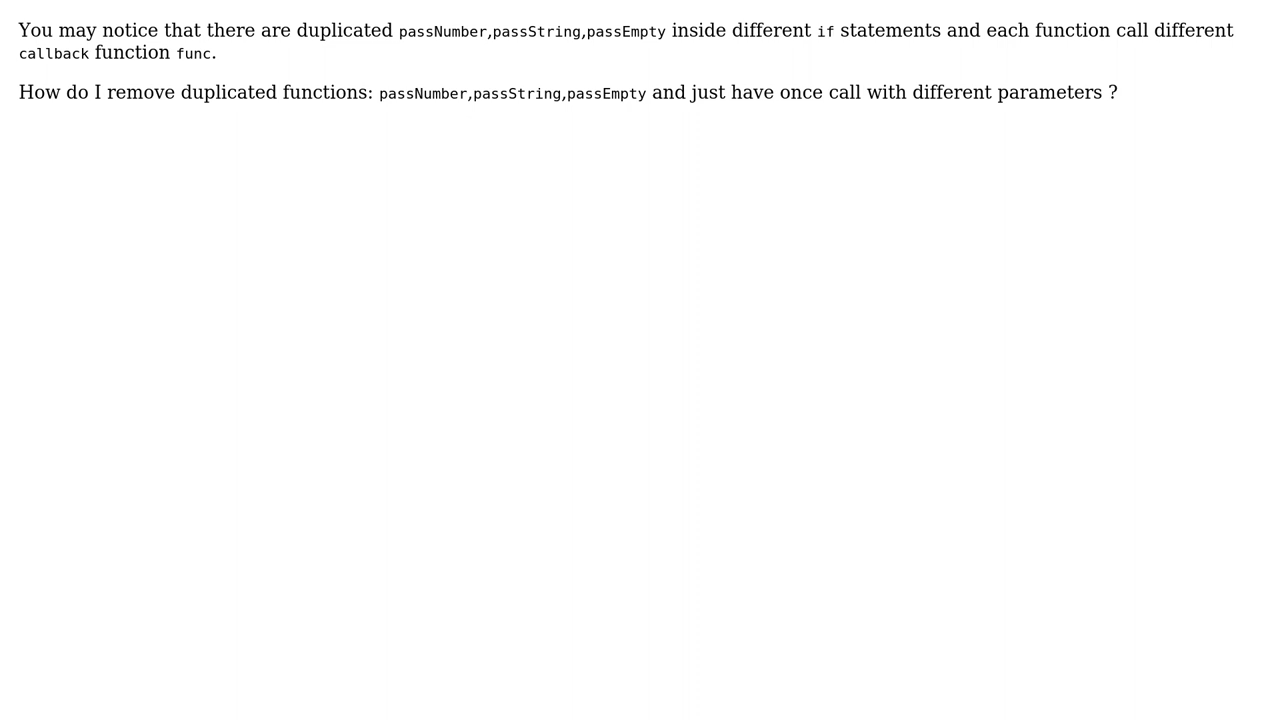 You may notice that there are duplicated passNumber,passString,passEmpty inside different if statements and each function call different
callback function func.
How do I remove duplicated functions: passNumber,passString,passEmpty and just have once call with different parameters ?